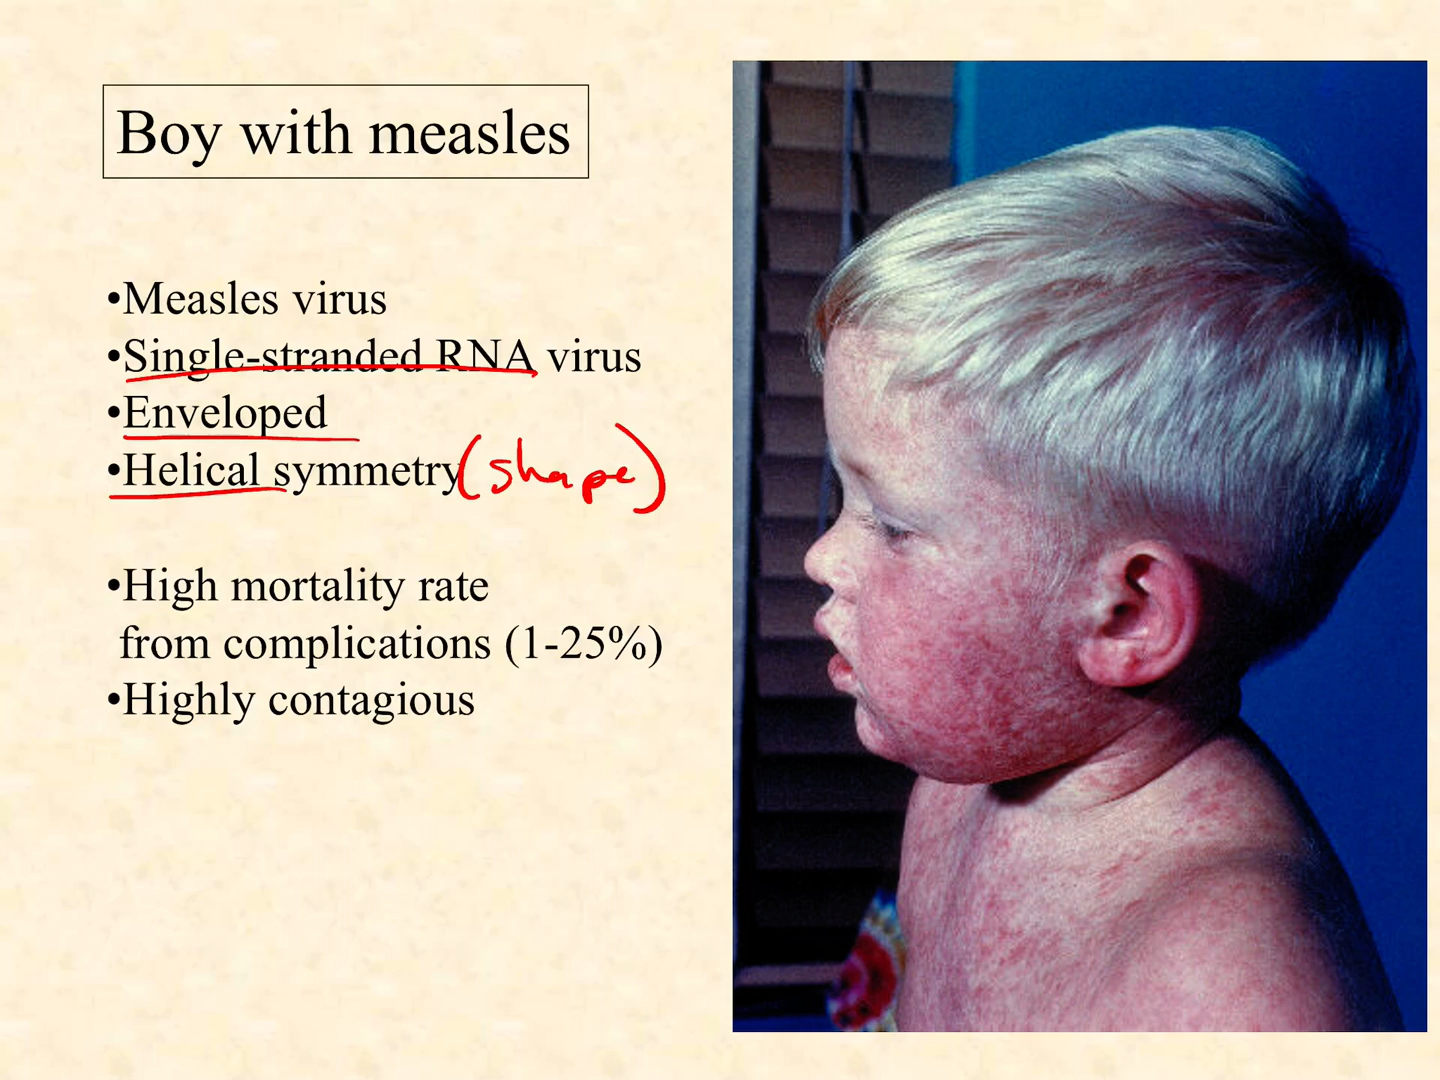 Boy with measles
•Measles virus
•Single-stranded RNA virus
•Enveloped
•Helical symmetry (shape)
•High mortality rate
from complications (1-25%)
•Highly contagious